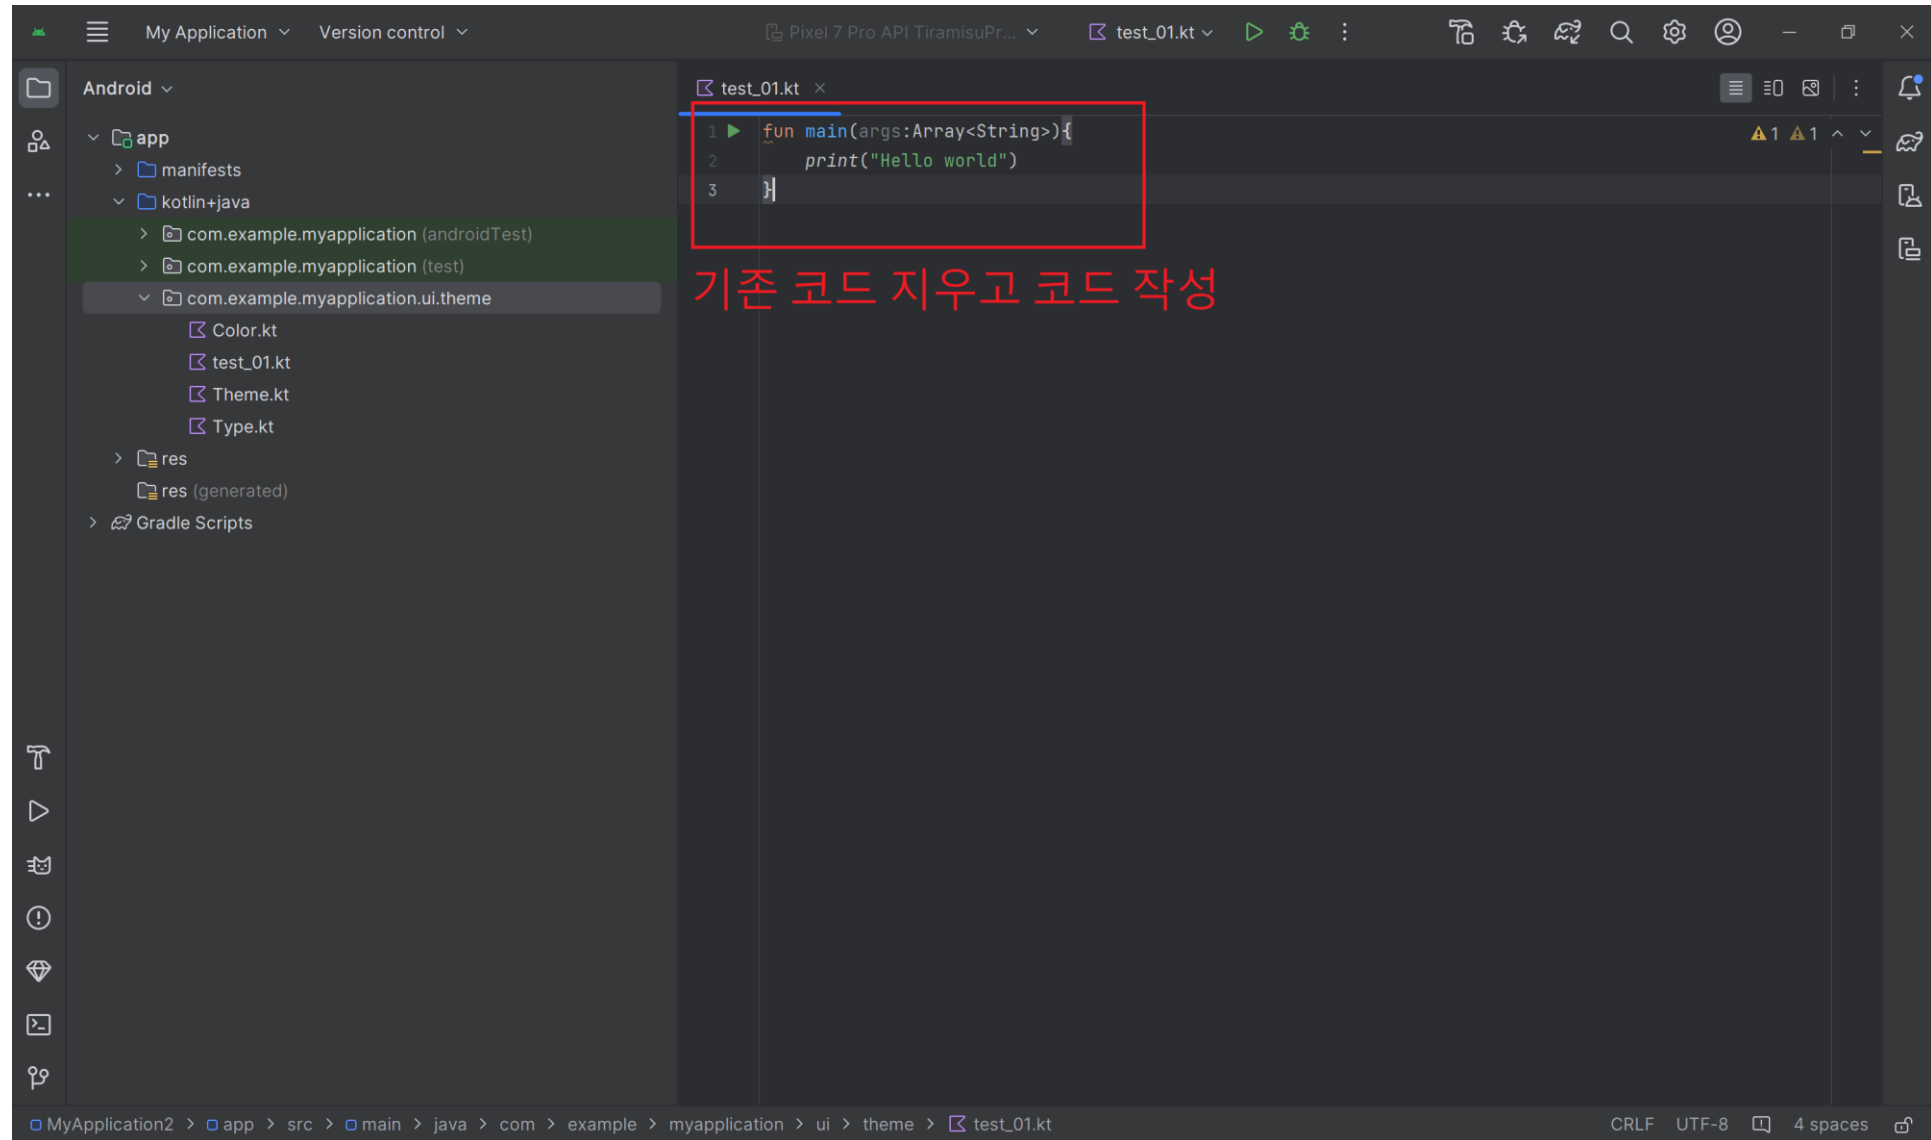 My Application Version control Pixel 7 Pro API TiramisuPr... test_01.kt
Android
app
manifests
kotlin+java
com.example.myapplication (androidTest)
com.example.myapplication (test)
com.example.myapplication.ui.theme
Color.kt
test_01.kt
Theme.kt
Type.kt
res
res (generated)
Gradle Scripts
test_01.kt
1 fun main(args:Array<String>){
2 print("Hello world")
3 }
1 1
기존 코드 지우고 코드 작성
MyApplication2 > app > src > main > java > com > example > myapplication > ui > theme > test_01.kt CRLF UTF-8 4 spaces